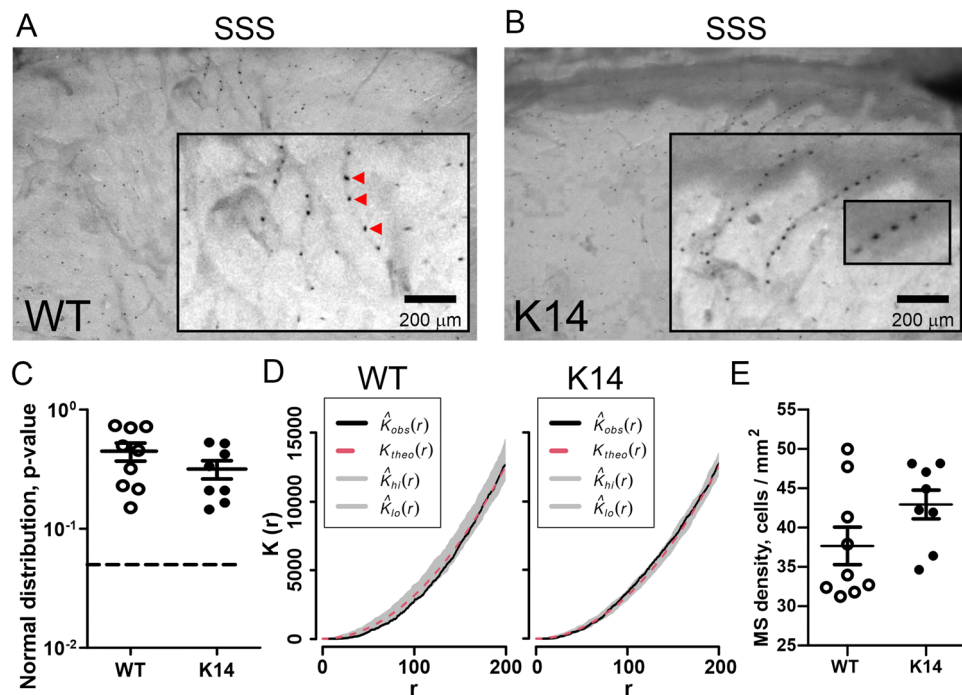 A SSS
WT
200 μm
B SSS
K14
200 μm
C
Normal distribution, p-value
10⁰
10⁻¹
10⁻²
WT K14
D WT K14
K̂obs(r)
Ktheo(r)
K̂hi(r)
K̂lo(r)
K̂obs(r)
Ktheo(r)
K̂hi(r)
K̂lo(r)
K (r)
15000
10000
5000
0
0 100 200
r
0 100 200
r
E
MS density, cells / mm²
55
50
45
40
35
30
25
WT K14